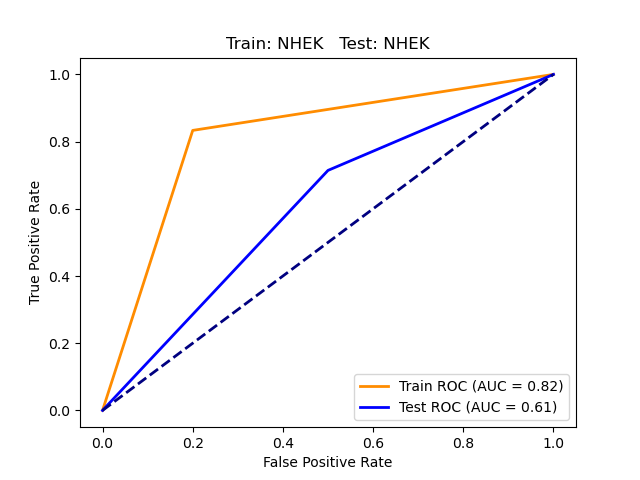 Train: NHEK   Test: NHEK
1.0
0.8
0.6
0.4
0.2
0.0
True Positive Rate
Train ROC (AUC = 0.82)
Test ROC (AUC = 0.61)
0.0 0.2 0.4 0.6 0.8 1.0
False Positive Rate